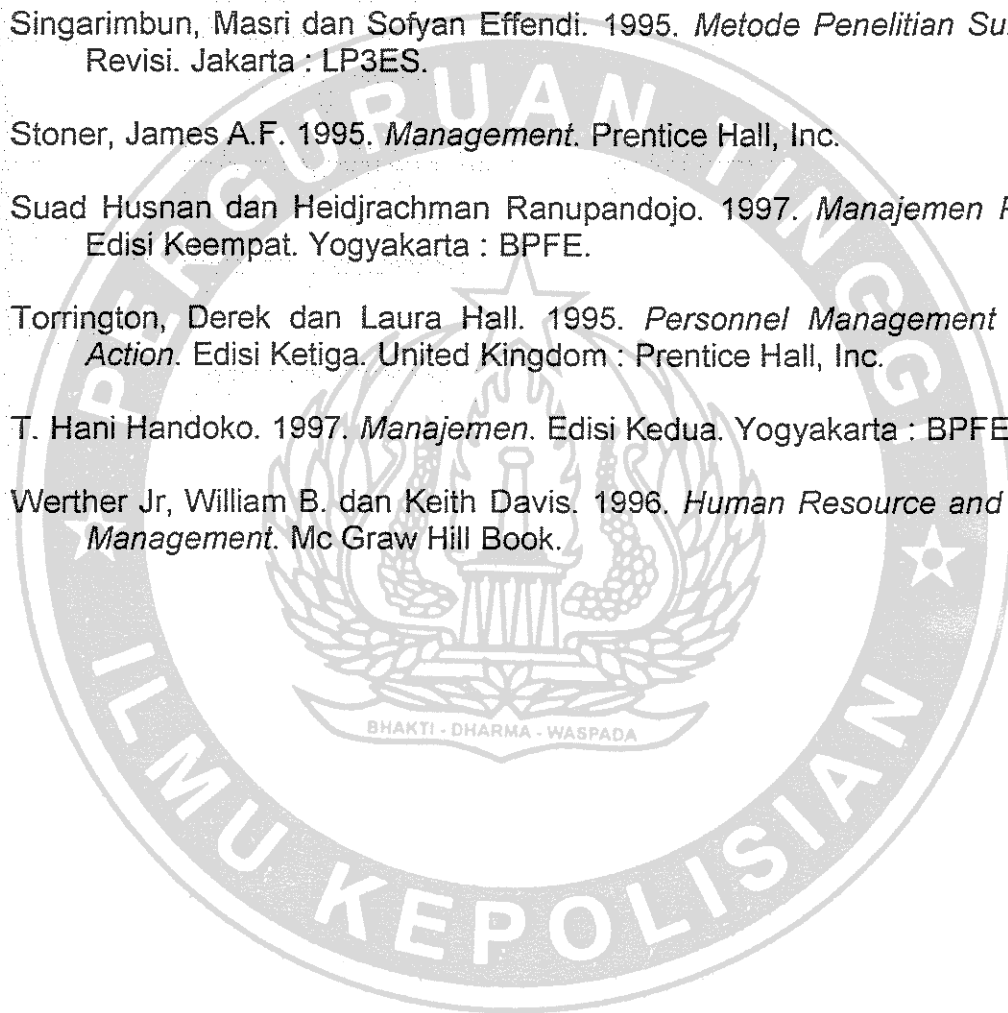 Singarimbun, Masri dan Sofyan Effendi. 1995. Metode Penelitian Su
Revisi. Jakarta : LP3ES.
Stoner, James A.F. 1995. Management. Prentice Hall, Inc.
Suad Husnan dan Heidjrachman Ranupandojo. 1997. Manajemen
Edisi Keempat. Yogyakarta : BPFE.
Torrington, Derek dan Laura Hall. 1995. Personnel Management
Action. Edisi Ketiga. United Kingdom : Prentice Hall, Inc.
T. Hani Handoko. 1997. Manajemen. Edisi Kedua. Yogyakarta : BPFE
Werther Jr, William B. dan Keith Davis. 1996. Human Resource and
Management. Mc Graw Hill Book.
PERGURUAN TINGGI
BHAKTI - DHARMA - WASPADA
ILMU KEPOLISIAN